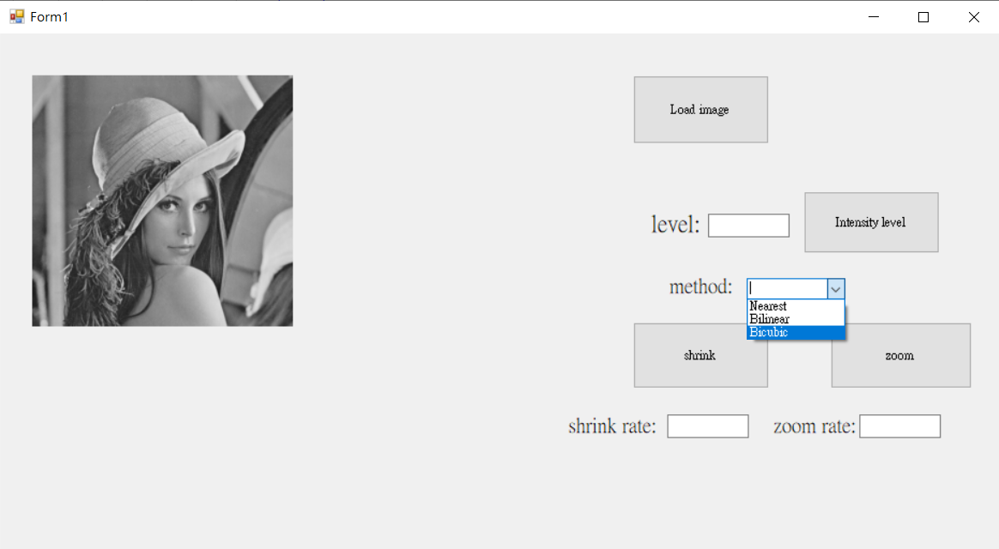 Form1
Load image
level:
Intensity level
method:
Nearest
Bilinear
Bicubic
shrink
zoom
shrink rate:
zoom rate: